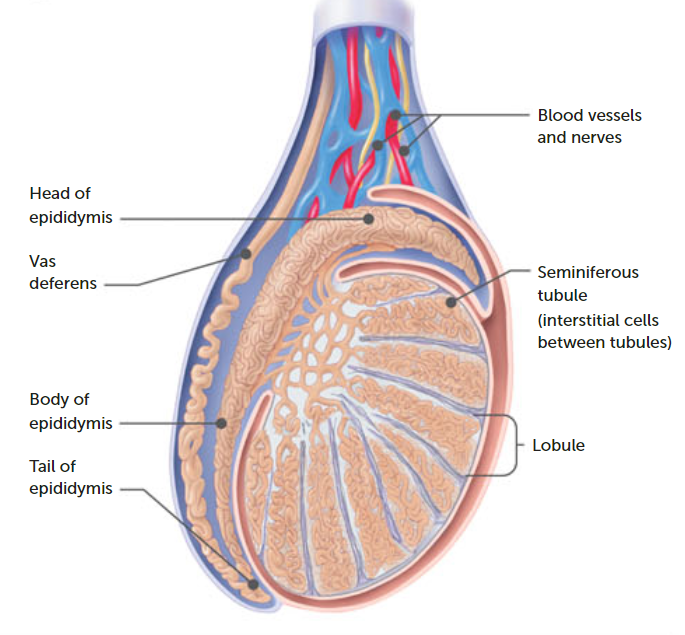 Blood vessels
and nerves
Head of
epididymis
Vas
deferens
Seminiferous
tubule
(interstitial cells
between tubules)
Body of
epididymis
Lobule
Tail of
epididymis